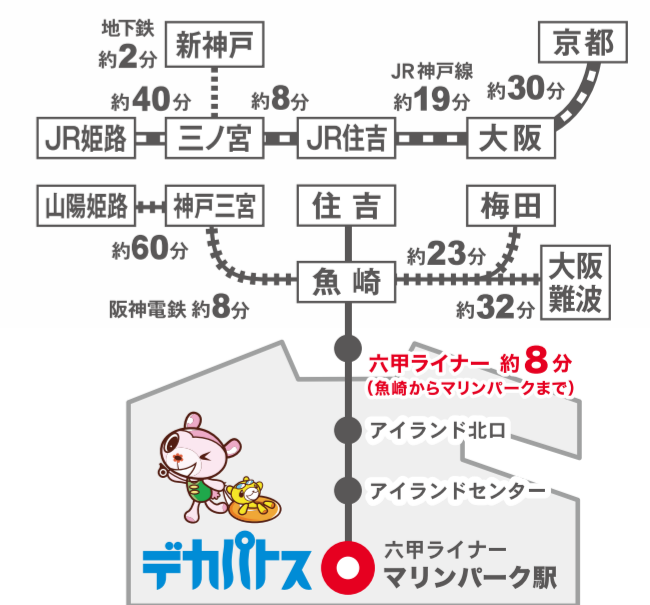 地下鉄
約2分
新神戸
京都
JR神戸線
約40分
約8分
約19分
約30分
JR姫路
三ノ宮
JR住吉
大阪
山陽姫路
神戸三宮
住吉
梅田
約60分
約23分
大阪
難波
魚崎
阪神電鉄 約8分
約32分
六甲ライナー 約8分
（魚崎からマリンパークまで）
アイランド北口
アイランドセンター
デカパトス
六甲ライナー
マリンパーク駅